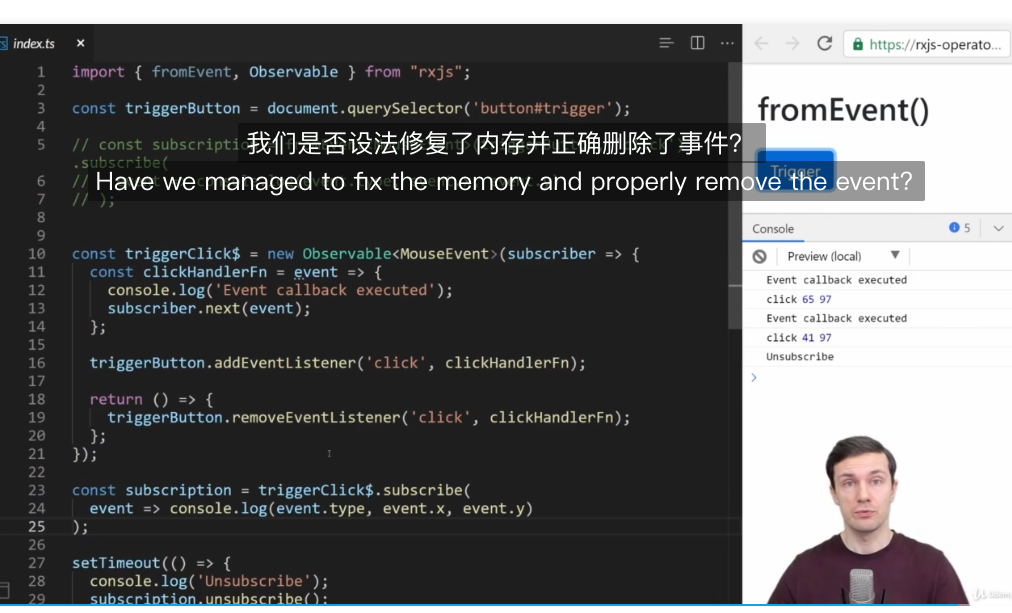 index.ts
1 import { fromEvent, Observable } from "rxjs";
2
3 const triggerButton = document.querySelector('button#trigger');
4
5 // const subscripti
.subscribe(
6 //
7 // );
8
9
10 const triggerClick$ = new Observable<MouseEvent>(subscriber => {
11 const clickHandlerFn = event => {
12 console.log('Event callback executed');
13 subscriber.next(event);
14 };
15
16 triggerButton.addEventListener('click', clickHandlerFn);
17
18 return () => {
19 triggerButton.removeEventListener('click', clickHandlerFn);
20 };
21 });
22
23 const subscription = triggerClick$.subscribe(
24 event => console.log(event.type, event.x, event.y)
25 );
26
27 setTimeout(() => {
28 console.log('Unsubscribe');
29 subscription.unsubscribe();
我们是否设法修复了内存并正确删除了事件?
Have we managed to fix the memory and properly remove the event?
https://rxjs-operato...
fromEvent()
Trigger
Console
5
Preview (local)
Event callback executed
click 65 97
Event callback executed
click 41 97
Unsubscribe
Udemy